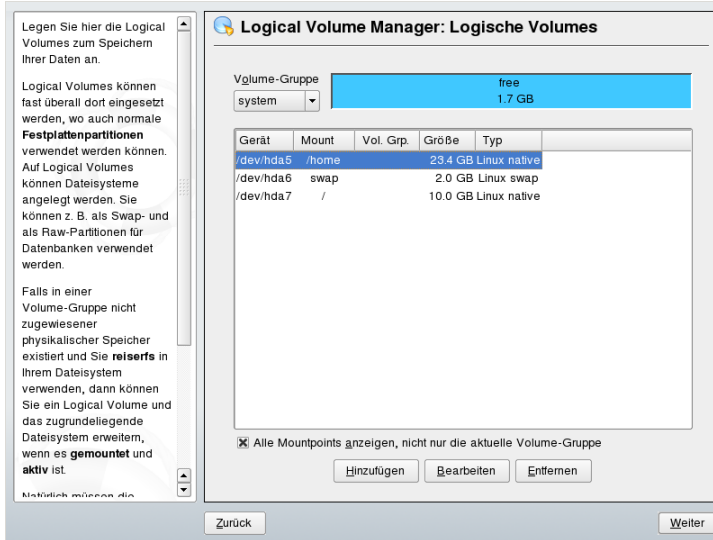 Legen Sie hier die Logical
Volumes zum Speichern
Ihrer Daten an.
Logical Volumes können
fast überall dort eingesetzt
werden, wo auch normale
Festplattenpartitionen
verwendet werden können.
Auf Logical Volumes
können Dateisysteme
angelegt werden. Sie
können z. B. als Swap- und
als Raw-Partitionen für
Datenbanken verwendet
werden.
Falls in einer
Volume-Gruppe nicht
zugewiesener
physikalischer Speicher
existiert und Sie reiserfs in
Ihrem Dateisystem
verwenden, dann können
Sie ein Logical Volume und
das zugrundeliegende
Dateisystem erweitern,
wenn es gemountet und
aktiv ist.
Natürlich müssen die
Logical Volume Manager: Logische Volumes
Volume-Gruppe
system
free
1.7 GB
Gerät Mount Vol. Grp. Größe Typ
/dev/hda5 /home 23.4 GB Linux native
/dev/hda6 swap 2.0 GB Linux swap
/dev/hda7 / 10.0 GB Linux native
Alle Mountpoints anzeigen, nicht nur die aktuelle Volume-Gruppe
Hinzufügen Bearbeiten Entfernen
Zurück Weiter